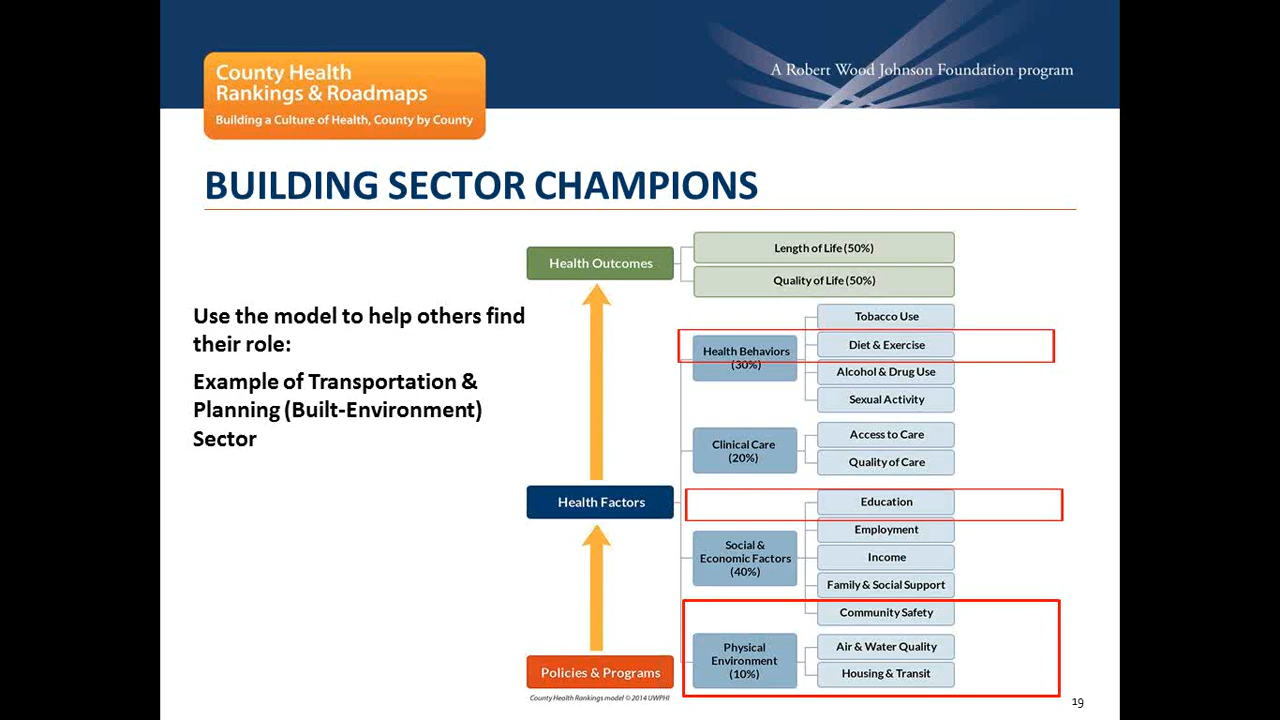 County Health
Rankings & Roadmaps
Building a Culture of Health, County by County
A Robert Wood Johnson Foundation program
BUILDING SECTOR CHAMPIONS
Use the model to help others find
their role:
Example of Transportation &
Planning (Built-Environment)
Sector
Health Outcomes
Length of Life (50%)
Quality of Life (50%)
Health Factors
Health Behaviors
(30%)
Tobacco Use
Diet & Exercise
Alcohol & Drug Use
Sexual Activity
Clinical Care
(20%)
Access to Care
Quality of Care
Social &
Economic Factors
(40%)
Education
Employment
Income
Family & Social Support
Community Safety
Physical
Environment
(10%)
Air & Water Quality
Housing & Transit
Policies & Programs
County Health Rankings model © 2014 UWPHI
19